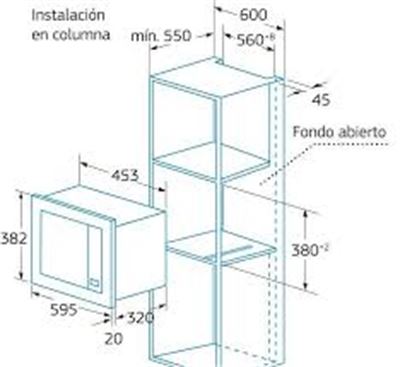 Instalación
en columna
600
mín. 550
560+8
45
Fondo abierto
453
382
380+2
595
320
20